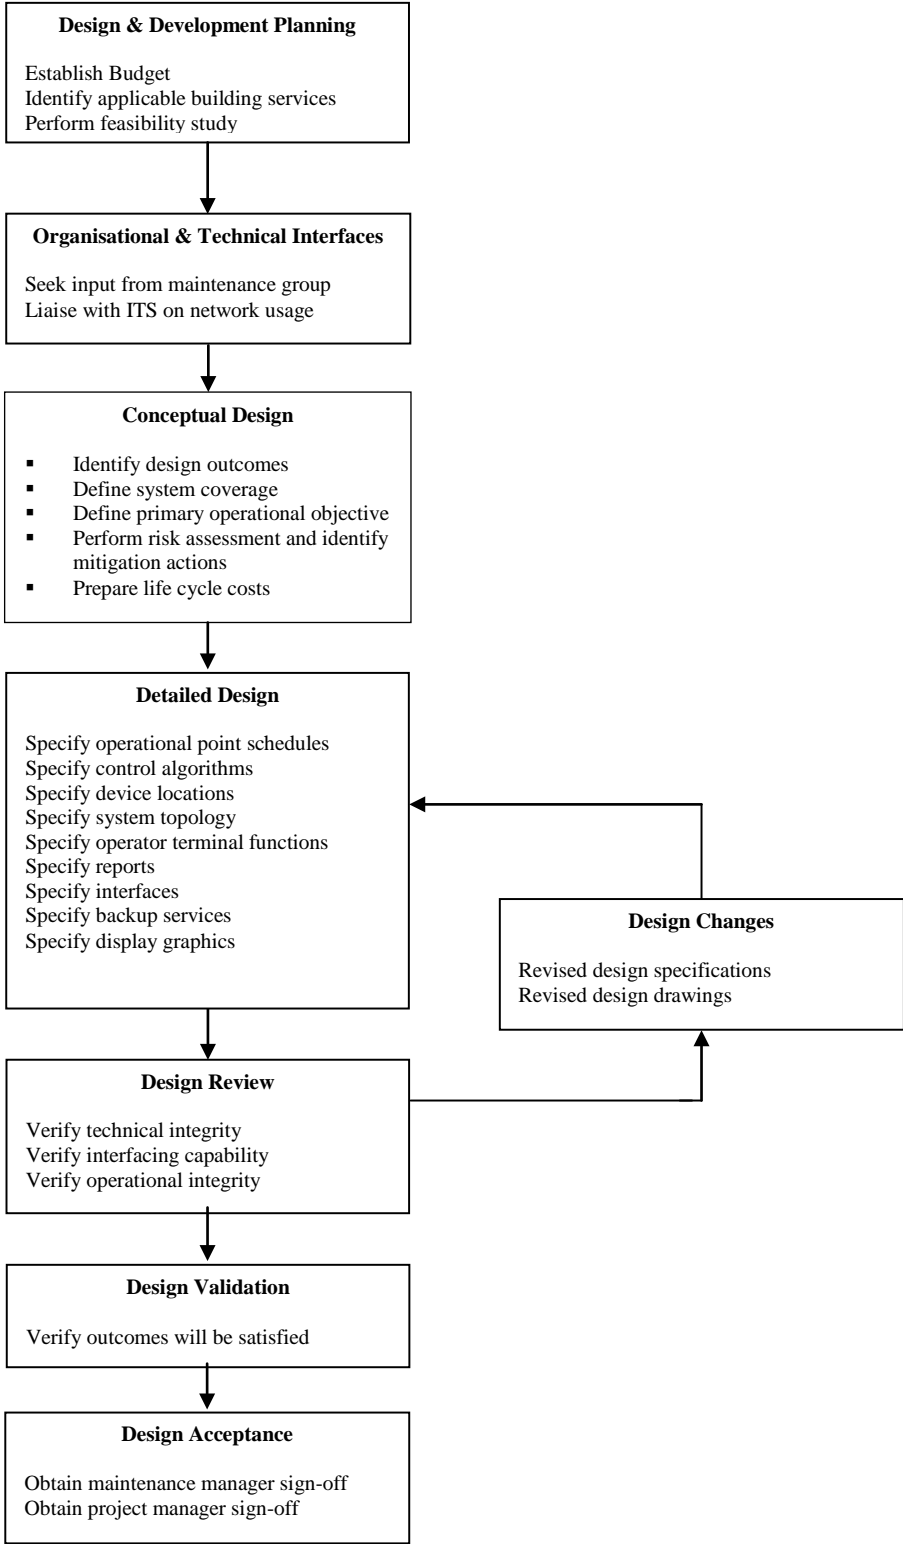 Design & Development Planning
Establish Budget
Identify applicable building services
Perform feasibility study
Organisational & Technical Interfaces
Seek input from maintenance group
Liaise with ITS on network usage
Conceptual Design
▪ Identify design outcomes
▪ Define system coverage
▪ Define primary operational objective
▪ Perform risk assessment and identify
mitigation actions
▪ Prepare life cycle costs
Detailed Design
Specify operational point schedules
Specify control algorithms
Specify device locations
Specify system topology
Specify operator terminal functions
Specify reports
Specify interfaces
Specify backup services
Specify display graphics
Design Changes
Revised design specifications
Revised design drawings
Design Review
Verify technical integrity
Verify interfacing capability
Verify operational integrity
Design Validation
Verify outcomes will be satisfied
Design Acceptance
Obtain maintenance manager sign-off
Obtain project manager sign-off